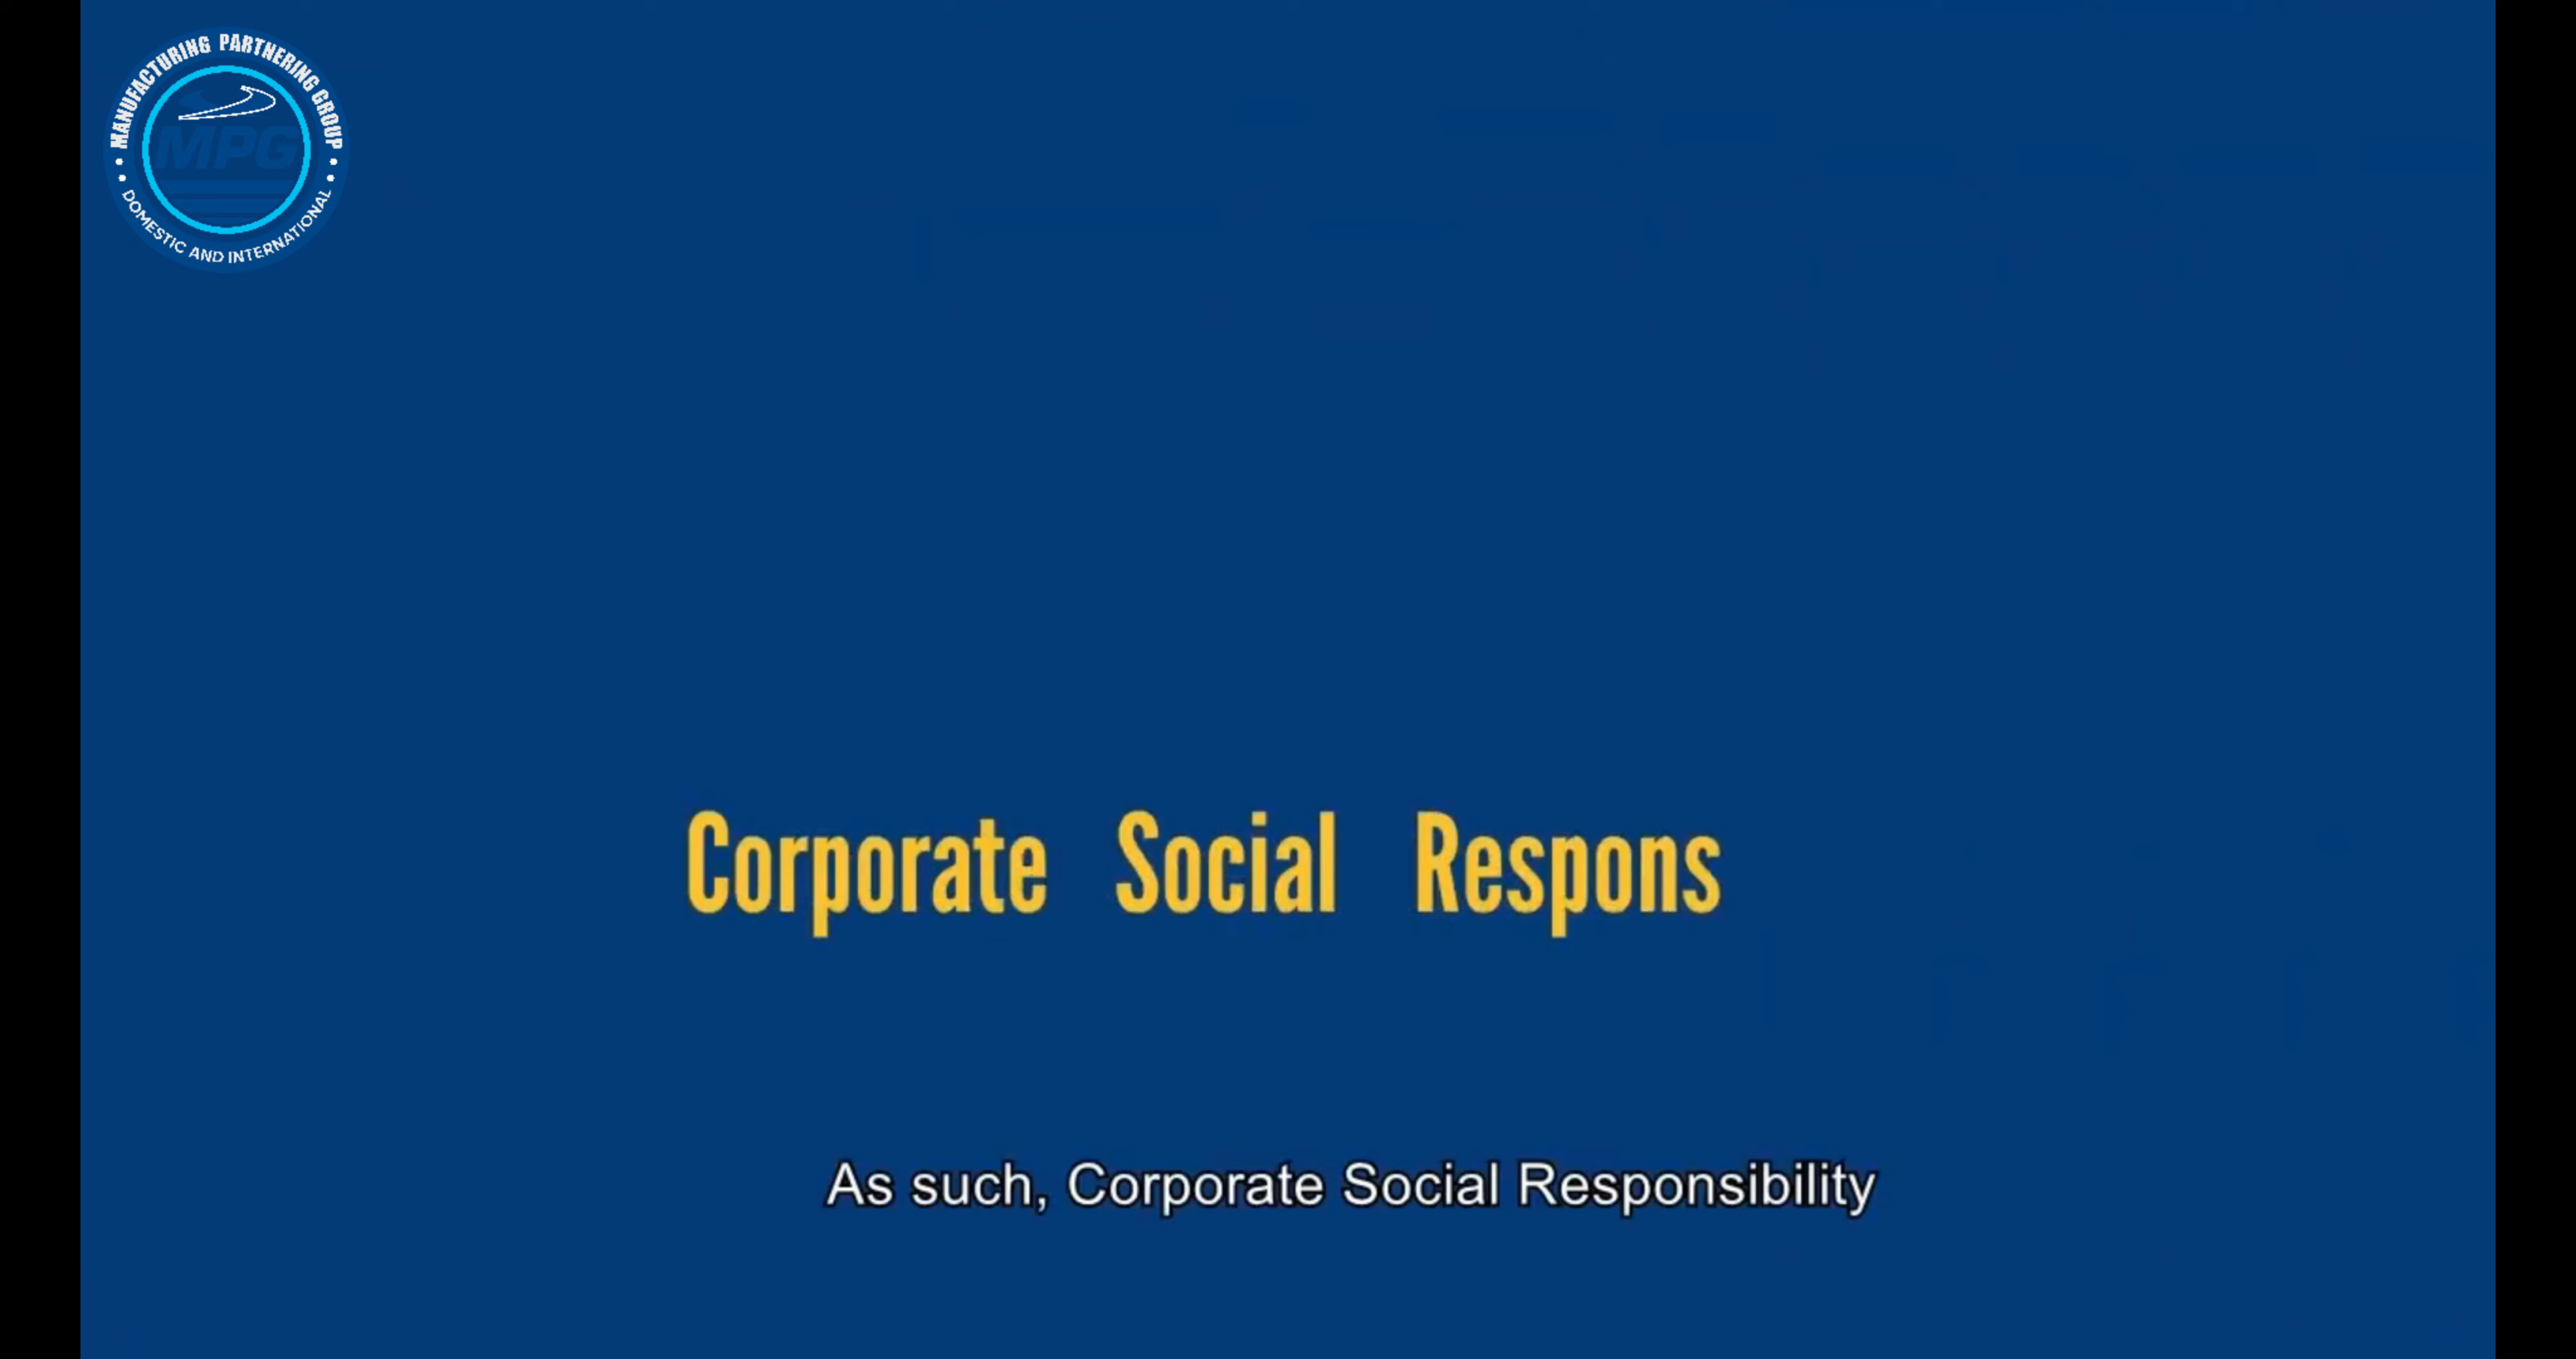 MANUFACTURING PARTNERING GROUP
MPG
DOMESTIC AND INTERNATIONAL
Corporate Social Respons
As such, Corporate Social Responsibility